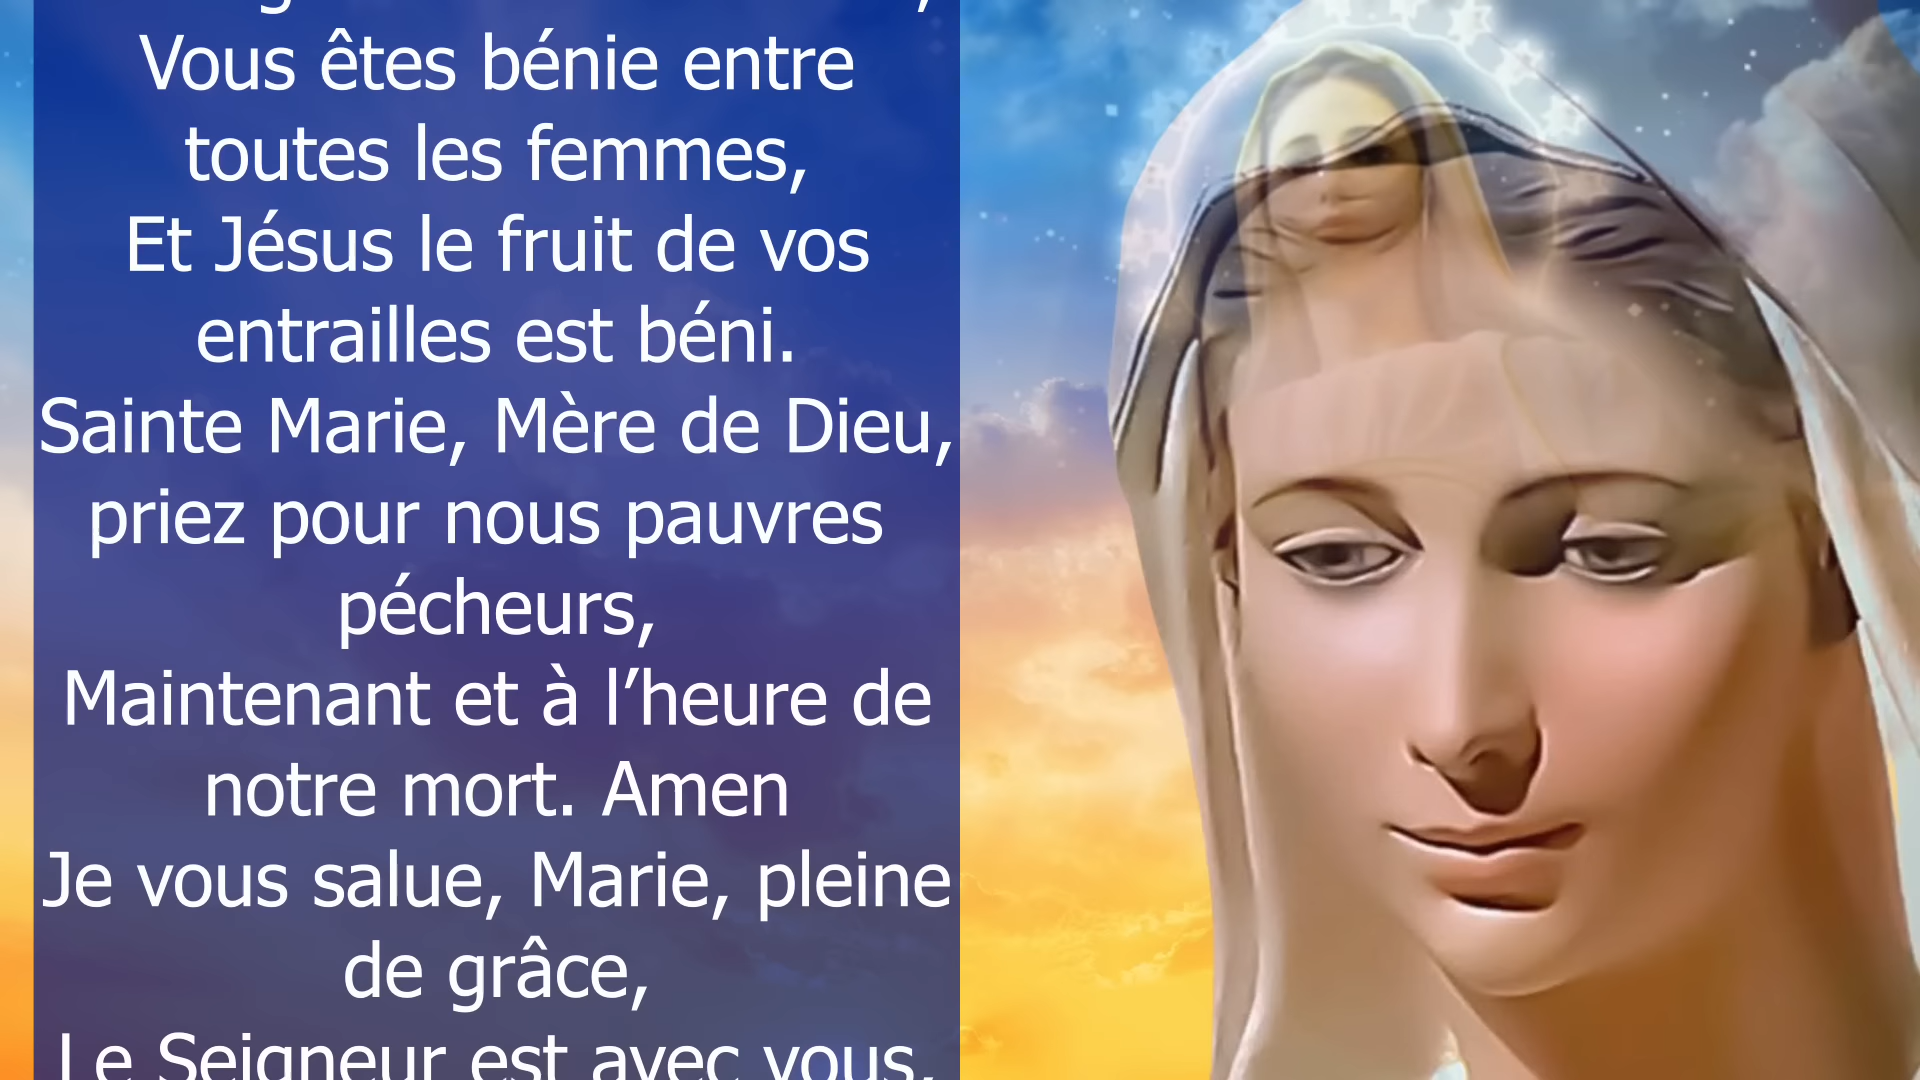 Vous êtes bénie entre
toutes les femmes,
Et Jésus le fruit de vos
entrailles est béni.
Sainte Marie, Mère de Dieu,
priez pour nous pauvres
pécheurs,
Maintenant et à l’heure de
notre mort. Amen
Je vous salue, Marie, pleine
de grâce,
Le Seigneur est avec vous,